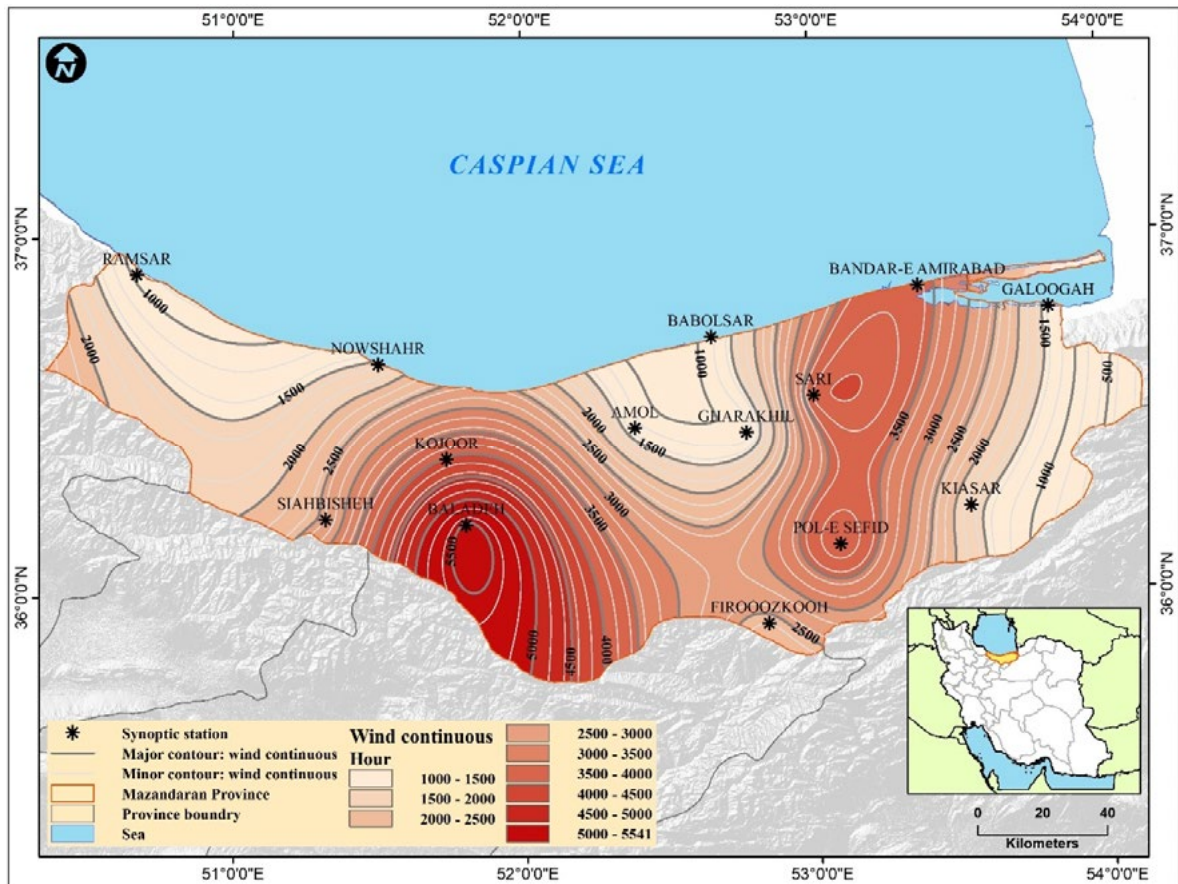 51°0'0"E
52°0'0"E
53°0'0"E
54°0'0"E
N
CASPIAN SEA
37°0'0"N
37°0'0"N
RAMSAR
BANDAR-E AMIRABAD
GALOOGAH
1000
BABOLSAR
1500
NOWSHAHR
2000
1000
500
SARI
1500
2000
AMOL
GHARAKHIL
1500
3500
3000
KOJOOR
2500
2500
2000
2000
2500
1000
3000
KIASAR
SIAHBISHEH
BALADEH
3500
POL-E SEFID
5500
36°0'0"N
36°0'0"N
FIROOOZKOOH
2500
5000
4500
4000
Synoptic station
Major contour: wind continuous
Minor contour: wind continuous
Mazandaran Province
Province boundry
Sea
Wind continuous
Hour
1000 - 1500
1500 - 2000
2000 - 2500
2500 - 3000
3000 - 3500
3500 - 4000
4000 - 4500
4500 - 5000
5000 - 5541
0 20 40
Kilometers
51°0'0"E
52°0'0"E
53°0'0"E
54°0'0"E